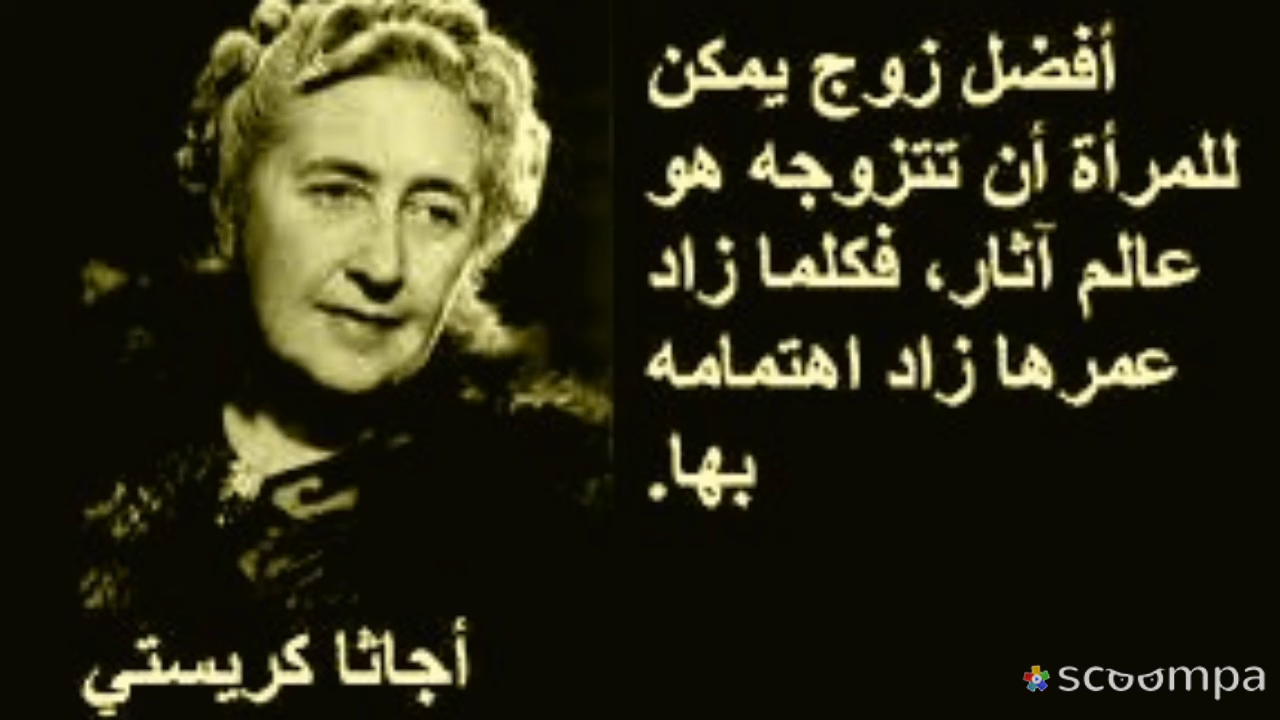 أفضل زوج يمكن
للمرأة أن تتزوجه هو
عالم آثار، فكلما زاد
عمرها زاد اهتمامه
بها.
أجاثا كريستي
scoompa